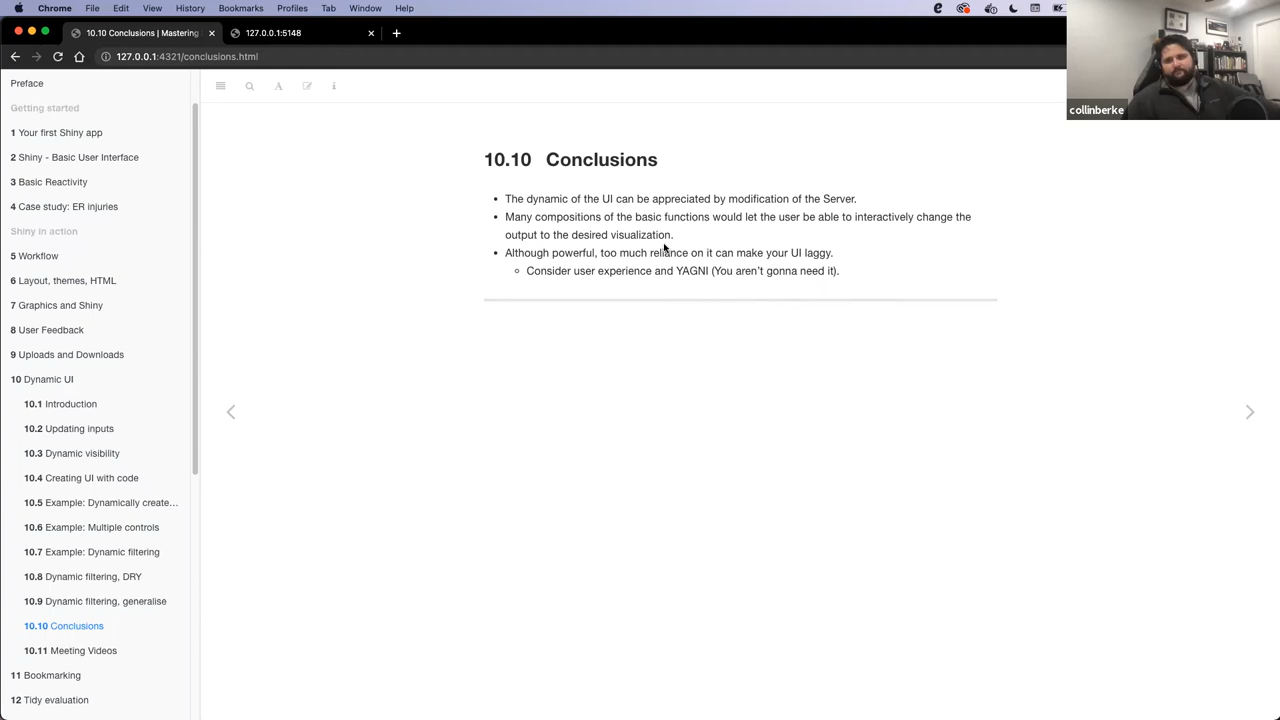 Chrome File Edit View History Bookmarks Profiles Tab Window Help
10.10 Conclusions | Mastering
127.0.0.1:5148
127.0.0.1:4321/conclusions.html
collinberke
Preface
Getting started
1 Your first Shiny app
2 Shiny - Basic User Interface
3 Basic Reactivity
4 Case study: ER injuries
Shiny in action
5 Workflow
6 Layout, themes, HTML
7 Graphics and Shiny
8 User Feedback
9 Uploads and Downloads
10 Dynamic UI
10.1 Introduction
10.2 Updating inputs
10.3 Dynamic visibility
10.4 Creating UI with code
10.5 Example: Dynamically create…
10.6 Example: Multiple controls
10.7 Example: Dynamic filtering
10.8 Dynamic filtering, DRY
10.9 Dynamic filtering, generalise
10.10 Conclusions
10.11 Meeting Videos
11 Bookmarking
12 Tidy evaluation
10.10 Conclusions
• The dynamic of the UI can be appreciated by modification of the Server.
• Many compositions of the basic functions would let the user be able to interactively change the
output to the desired visualization.
• Although powerful, too much reliance on it can make your UI laggy.
◦ Consider user experience and YAGNI (You aren't gonna need it).